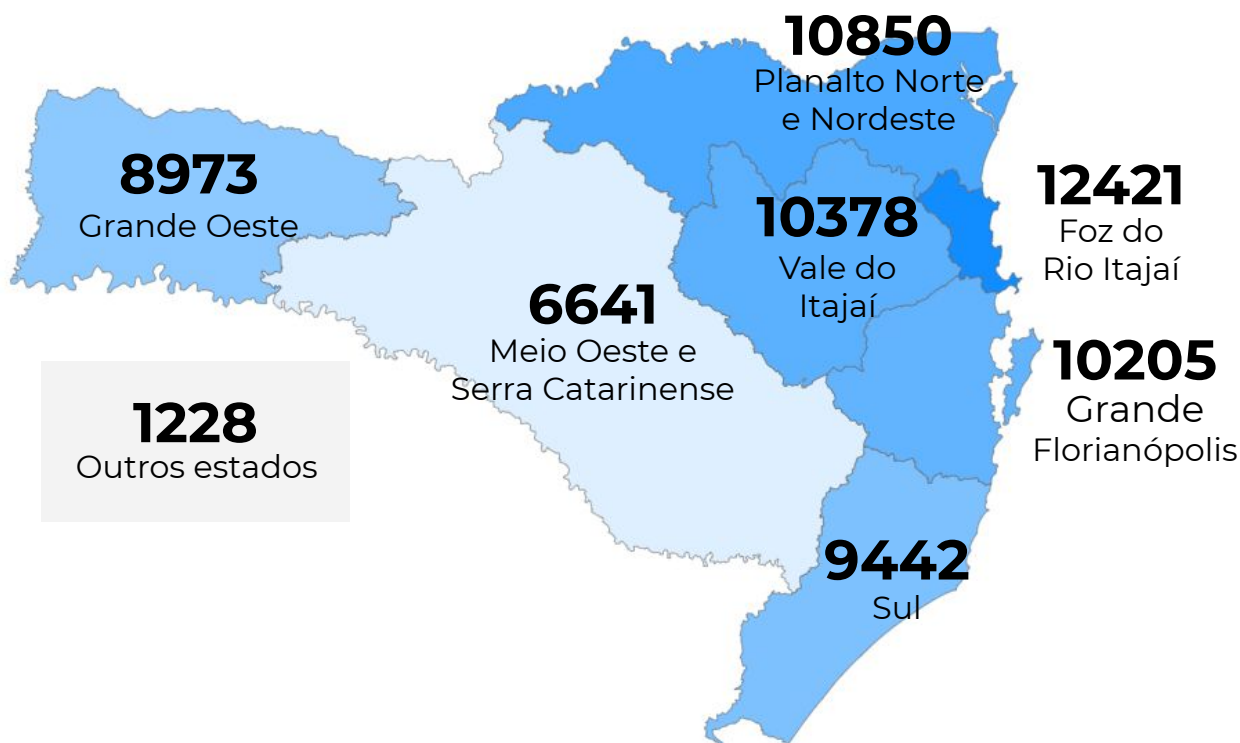 10850
Planalto Norte
e Nordeste
8973
Grande Oeste
10378
Vale do
Itajaí
12421
Foz do
Rio Itajaí
6641
Meio Oeste e
Serra Catarinense
10205
Grande
Florianópolis
1228
Outros estados
9442
Sul